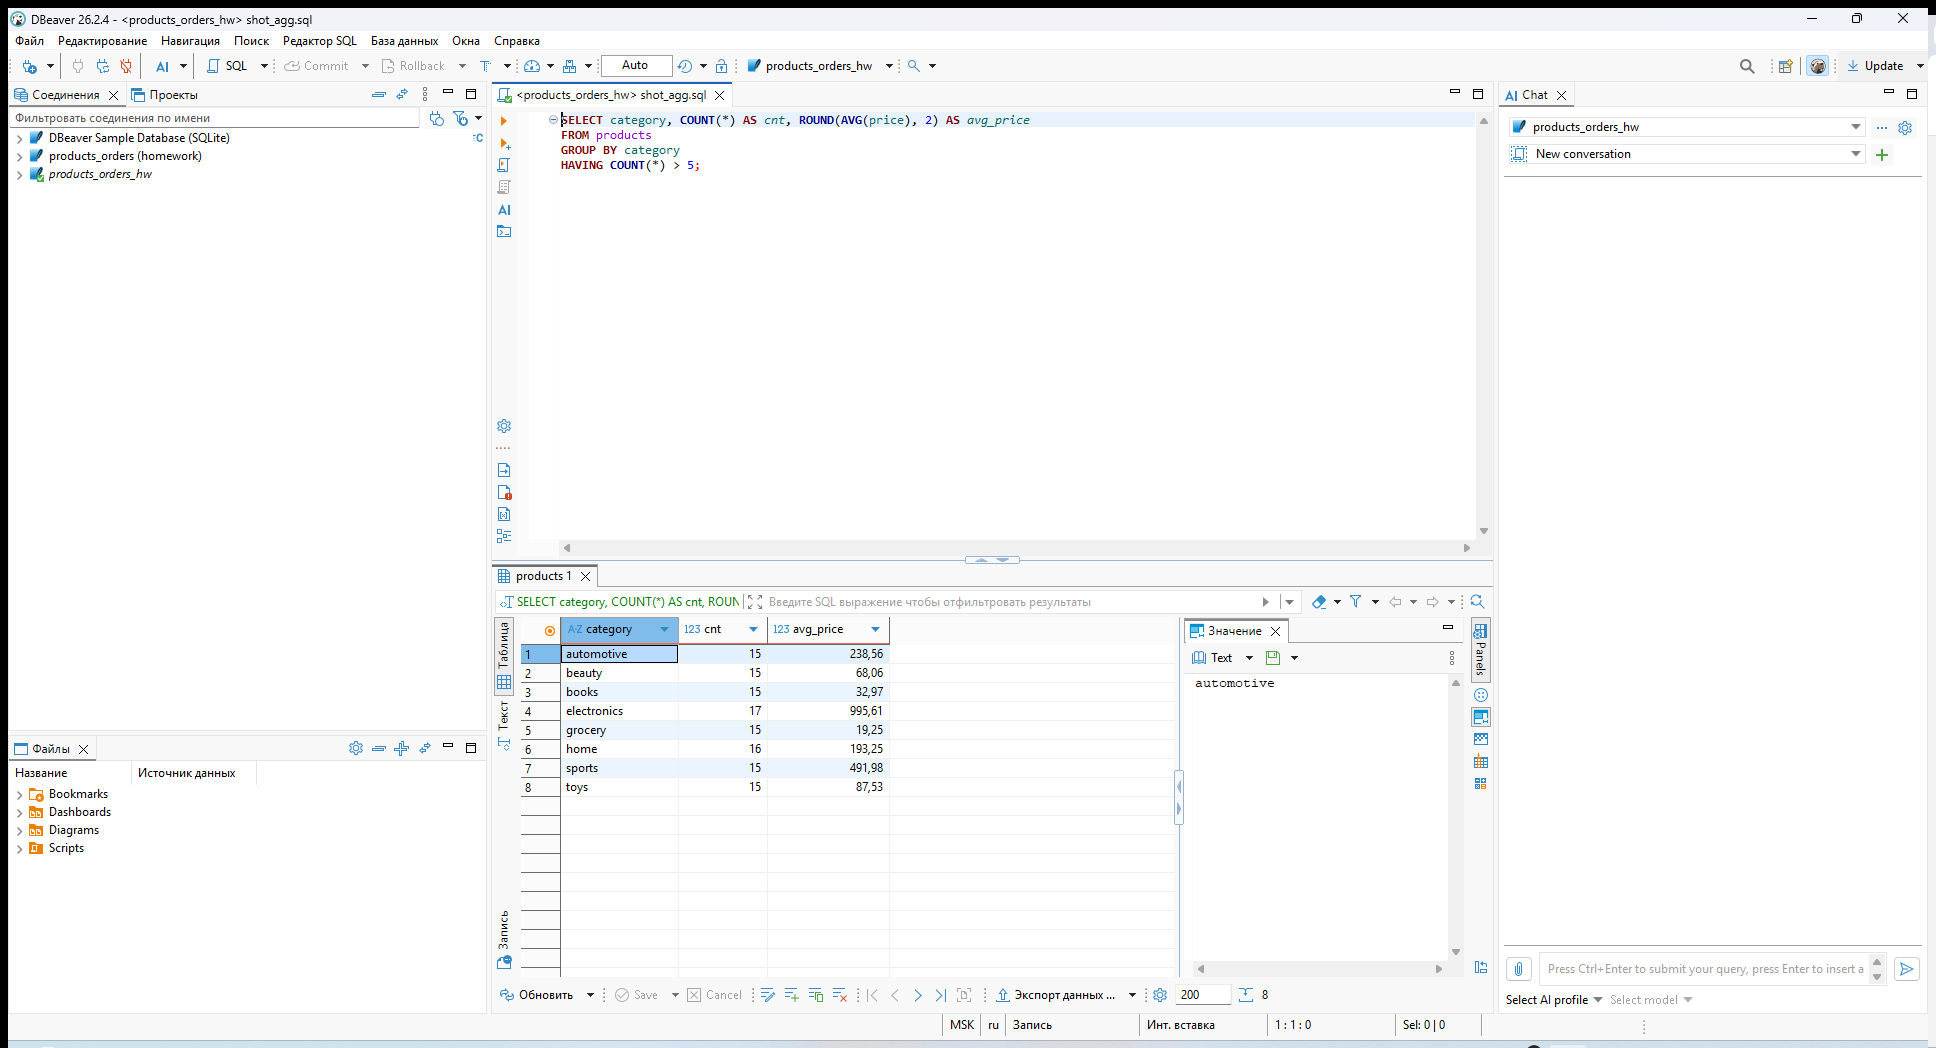 DBeaver 26.2.4 - <products_orders_hw> shot_agg.sql
Файл Редактирование Навигация Поиск Редактор SQL База данных Окна Справка
AI SQL Commit Rollback Auto products_orders_hw Update
Соединения Проекты
Фильтровать соединения по имени
DBeaver Sample Database (SQLite)
products_orders (homework)
products_orders_hw
Файлы
Название Источник данных
Bookmarks
Dashboards
Diagrams
Scripts
<products_orders_hw> shot_agg.sql
SELECT category, COUNT(*) AS cnt, ROUND(AVG(price), 2) AS avg_price
FROM products
GROUP BY category
HAVING COUNT(*) > 5;
AI
products 1
SELECT category, COUNT(*) AS cnt, ROUN Введите SQL выражение чтобы отфильтровать результаты
Таблица
Текст
Запись
A-Z category 123 cnt 123 avg_price
1 automotive 15 238,56
2 beauty 15 68,06
3 books 15 32,97
4 electronics 17 995,61
5 grocery 15 19,25
6 home 16 193,25
7 sports 15 491,98
8 toys 15 87,53
Значение
Text
automotive
Panels
Обновить Save Cancel Экспорт данных ... 200 8
MSK ru Запись Инт. вставка 1 : 1 : 0 Sel: 0 | 0
AI Chat
products_orders_hw
New conversation
Press Ctrl+Enter to submit your query, press Enter to insert a
Select AI profile Select model